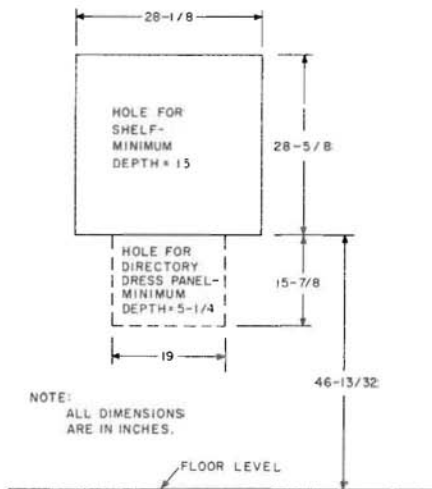 28-1/8
HOLE FOR
SHELF-
MINIMUM
DEPTH = 15
28-5/8
HOLE FOR
DIRECTORY
DRESS PANEL-
MINIMUM
DEPTH=5-1/4
15-7/8
19
46-13/32
NOTE:
ALL DIMENSIONS
ARE IN INCHES.
FLOOR LEVEL